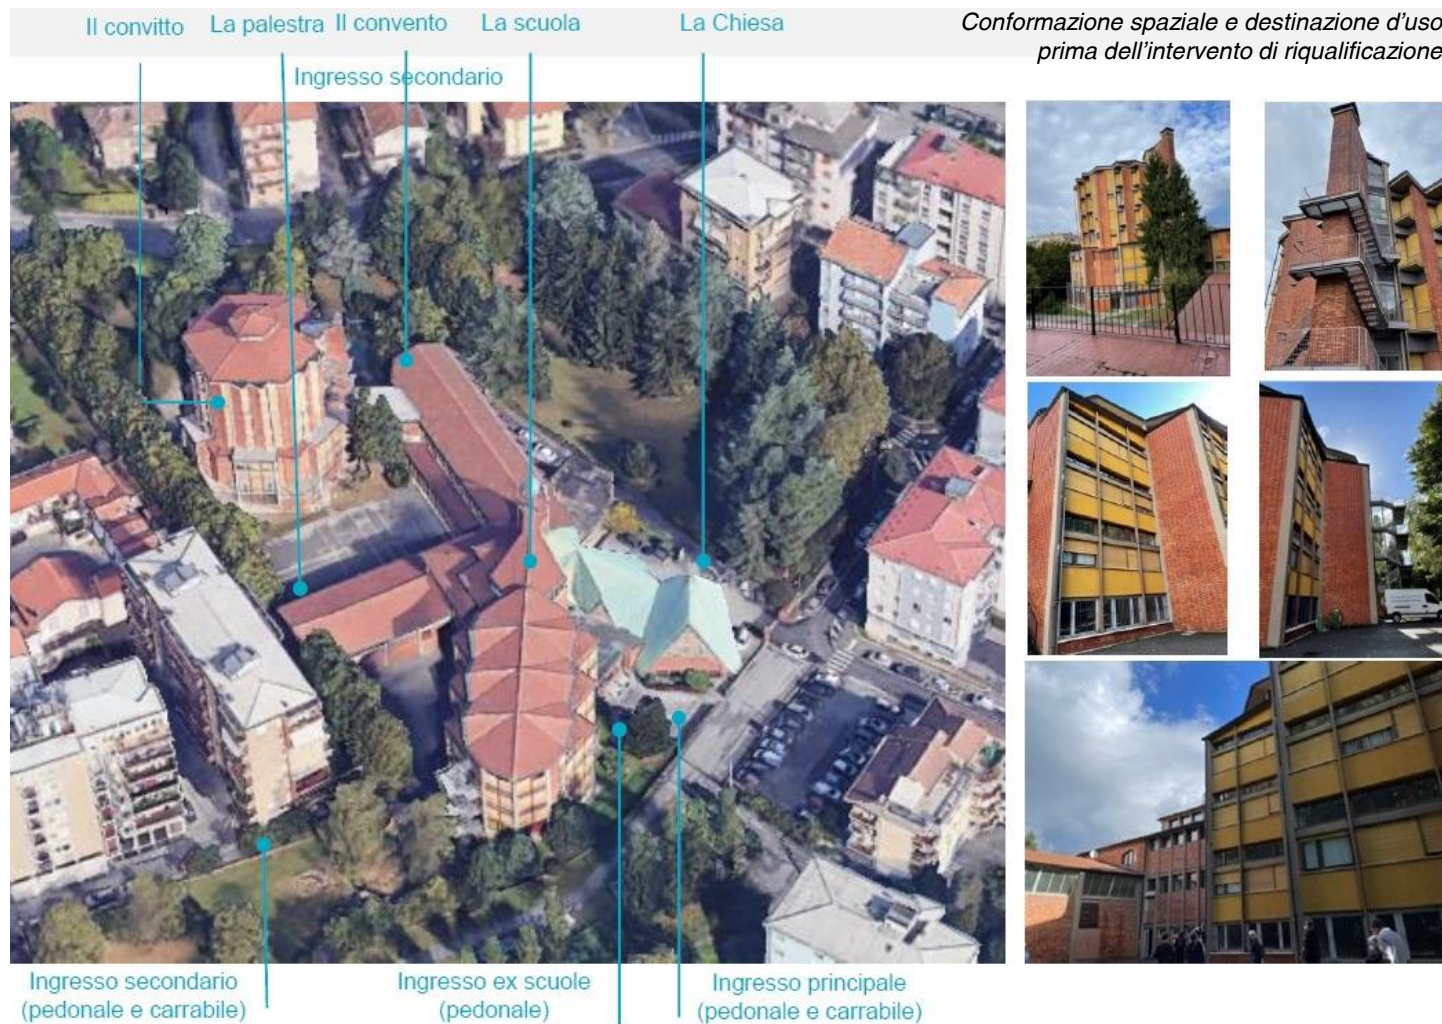 Il convitto
La palestra
Il convento
La scuola
La Chiesa
Conformazione spaziale e destinazione d'uso
prima dell'intervento di riqualificazione
Ingresso secondario
Ingresso secondario
(pedonale e carrabile)
Ingresso ex scuole
(pedonale)
Ingresso principale
(pedonale e carrabile)